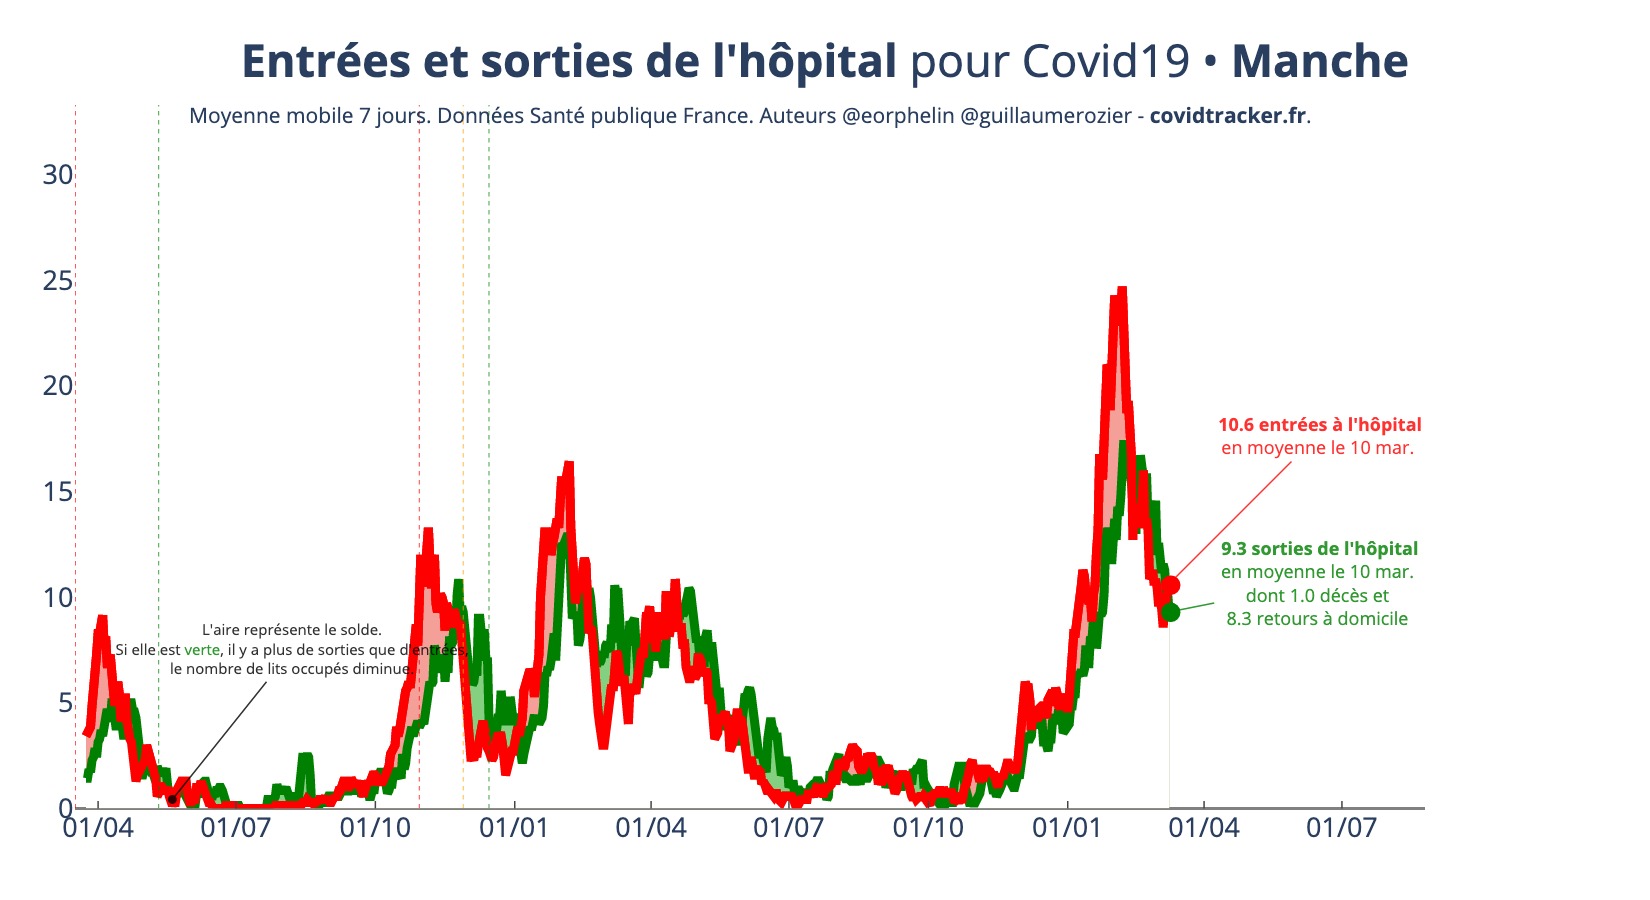 Entrées et sorties de l'hôpital pour Covid19 • Manche
Moyenne mobile 7 jours. Données Santé publique France. Auteurs @eorphelin @guillaumerozier - covidtracker.fr.
30
25
20
15
10
5
0
10.6 entrées à l'hôpital
en moyenne le 10 mar.
9.3 sorties de l'hôpital
en moyenne le 10 mar.
dont 1.0 décès et
8.3 retours à domicile
L'aire représente le solde.
Si elle est verte, il y a plus de sorties que d'entrées,
le nombre de lits occupés diminue.
01/04 01/07 01/10 01/01 01/04 01/07 01/10 01/01 01/04 01/07